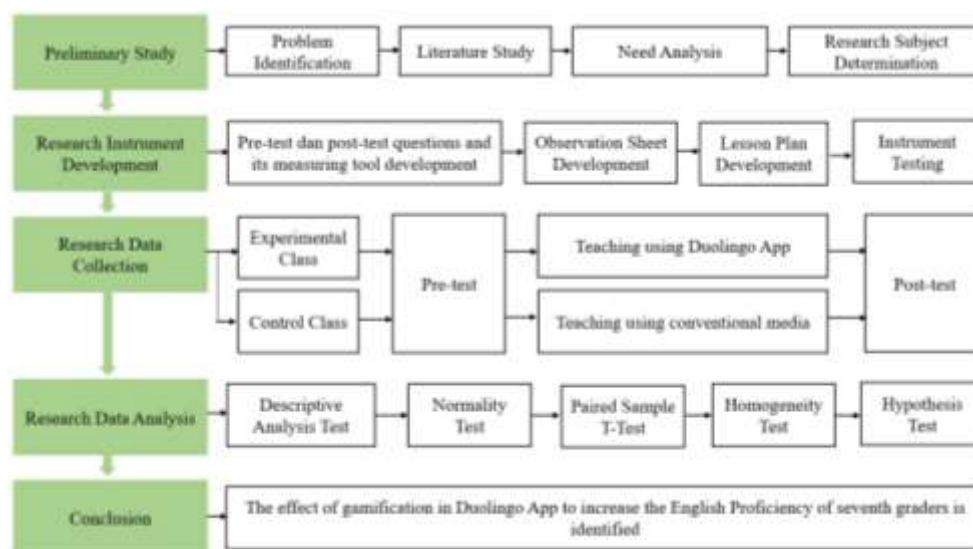 Preliminary Study
Problem
Identification
Literature Study
Need Analysis
Research Subject
Determination
Research Instrument
Development
Pre-test dan post-test questions and
its measuring tool development
Observation Sheet
Development
Lesson Plan
Development
Instrument
Testing
Research Data
Collection
Experimental
Class
Control Class
Pre-test
Teaching using Duolingo App
Teaching using conventional media
Post-test
Research Data Analysis
Descriptive
Analysis Test
Normality
Test
Paired Sample
T-Test
Homogeneity
Test
Hypothesis
Test
Conclusion
The effect of gamification in Duolingo App to increase the English Proficiency of seventh graders is
identified